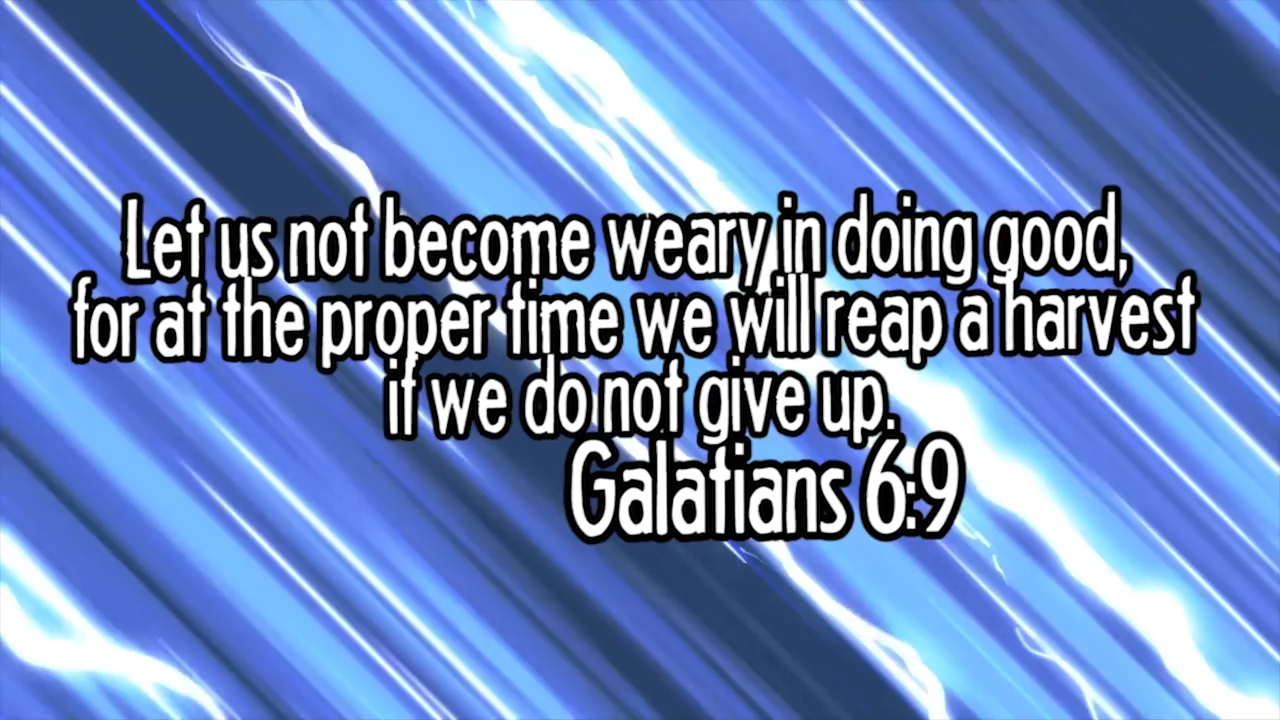 Let us not become weary in doing good,
for at the proper time we will reap a harvest
if we do not give up.
Galatians 6:9